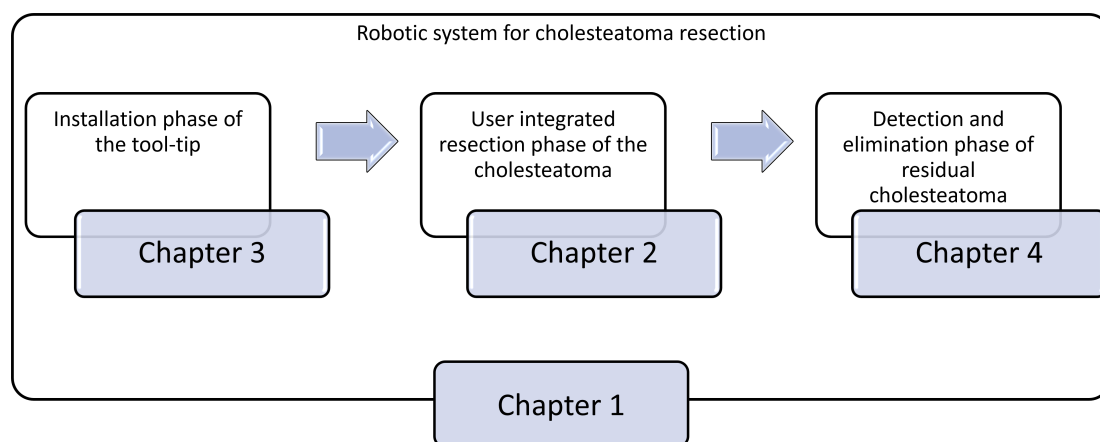 Robotic system for cholesteatoma resection
Installation phase of
the tool-tip
Chapter 3
User integrated
resection phase of the
cholesteatoma
Chapter 2
Detection and
elimination phase of
residual
cholesteatoma
Chapter 4
Chapter 1